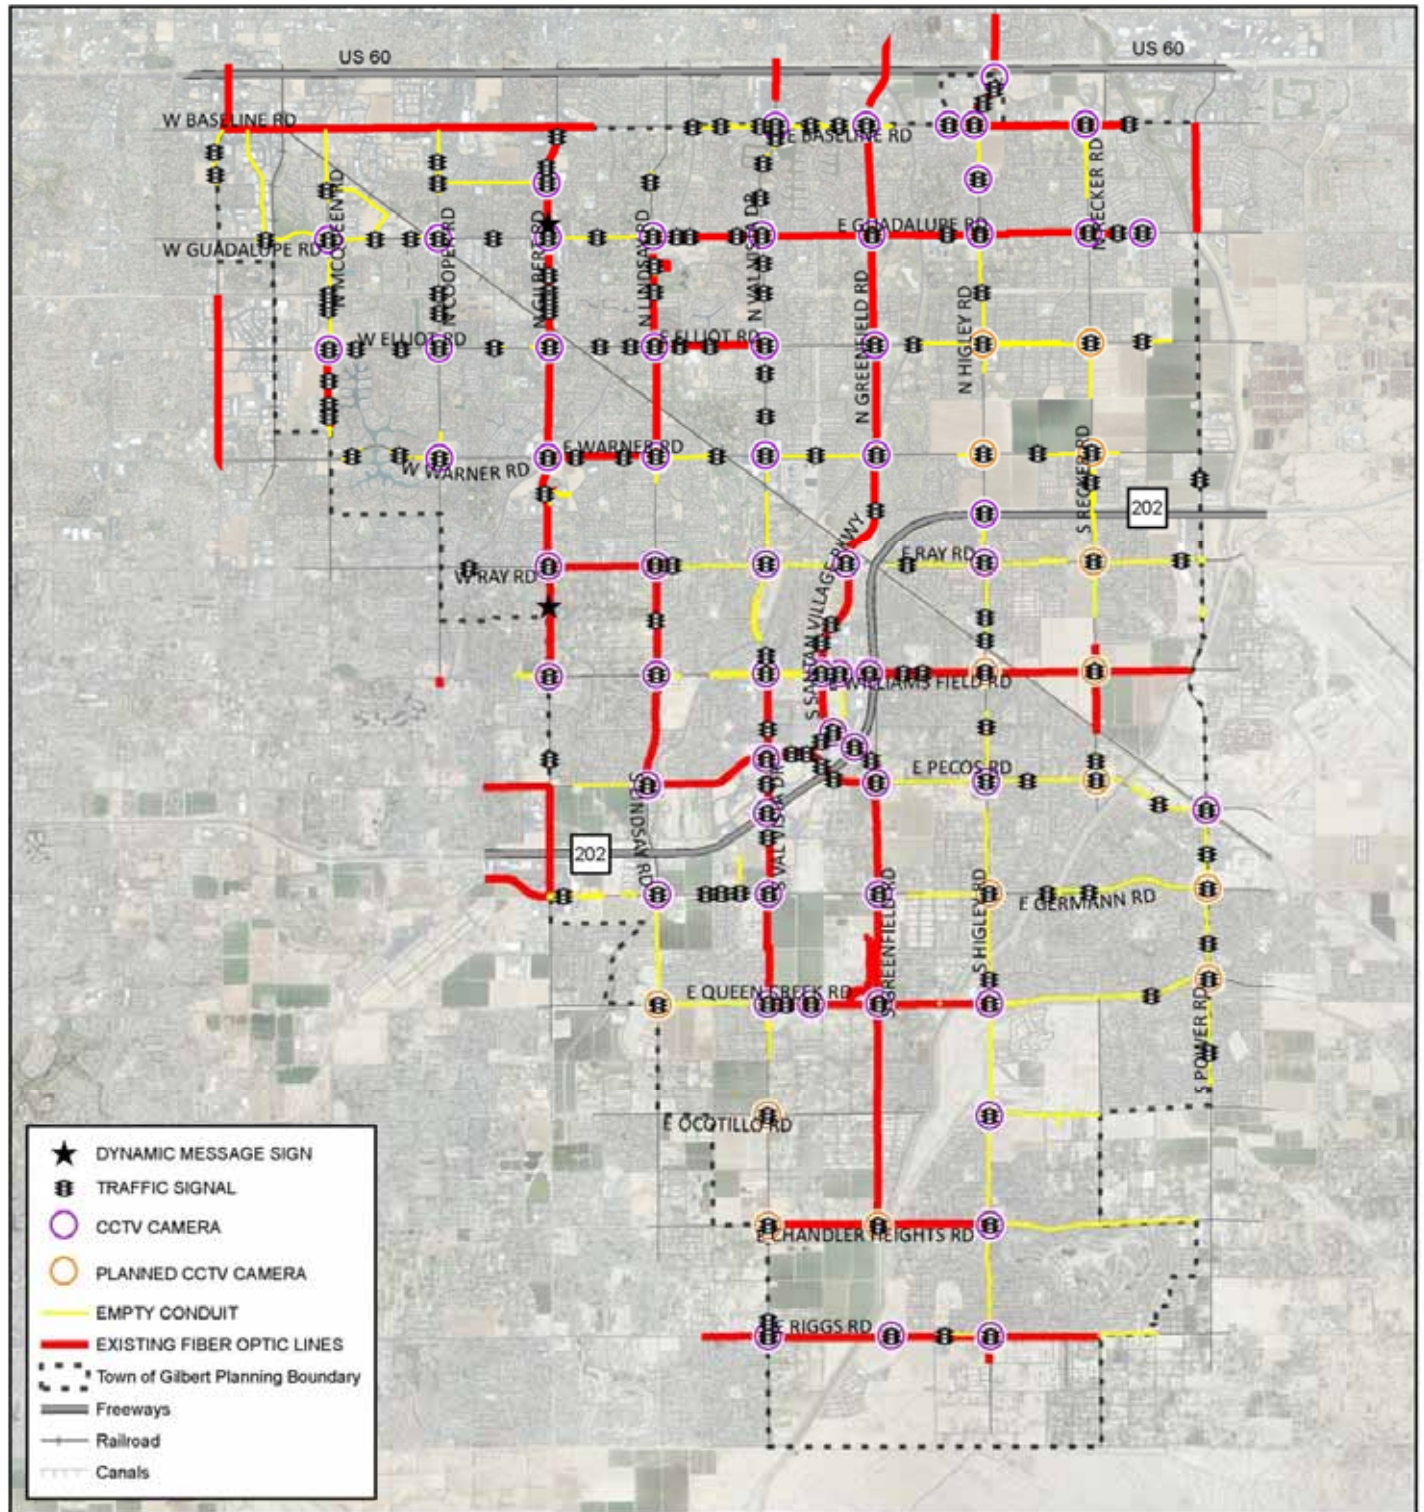 US 60
US 60
W BASELINE RD
E BASELINE RD
N RECKER RD
N MCQUEEN RD
N COOPER RD
N GILBERT RD
N LINDSAY RD
N VAL VISTA DR
E GUADALUPE RD
W GUADALUPE RD
N GREENFIELD RD
N HIGLEY RD
W ELLIOT RD
E ELLIOT RD
E WARNER RD
W WARNER RD
S RECKER RD
202
S SANTAN VILLAGE PKWY
E RAY RD
W RAY RD
E WILLIAMS FIELD RD
E PECOS RD
S LINDSAY RD
S VAL VISTA DR
202
S GREENFIELD RD
S HIGLEY RD
E GERMANN RD
E QUEEN CREEK RD
S POWER RD
E OCOTILLO RD
E CHANDLER HEIGHTS RD
E RIGGS RD
DYNAMIC MESSAGE SIGN
TRAFFIC SIGNAL
CCTV CAMERA
PLANNED CCTV CAMERA
EMPTY CONDUIT
EXISTING FIBER OPTIC LINES
Town of Gilbert Planning Boundary
Freeways
Railroad
Canals